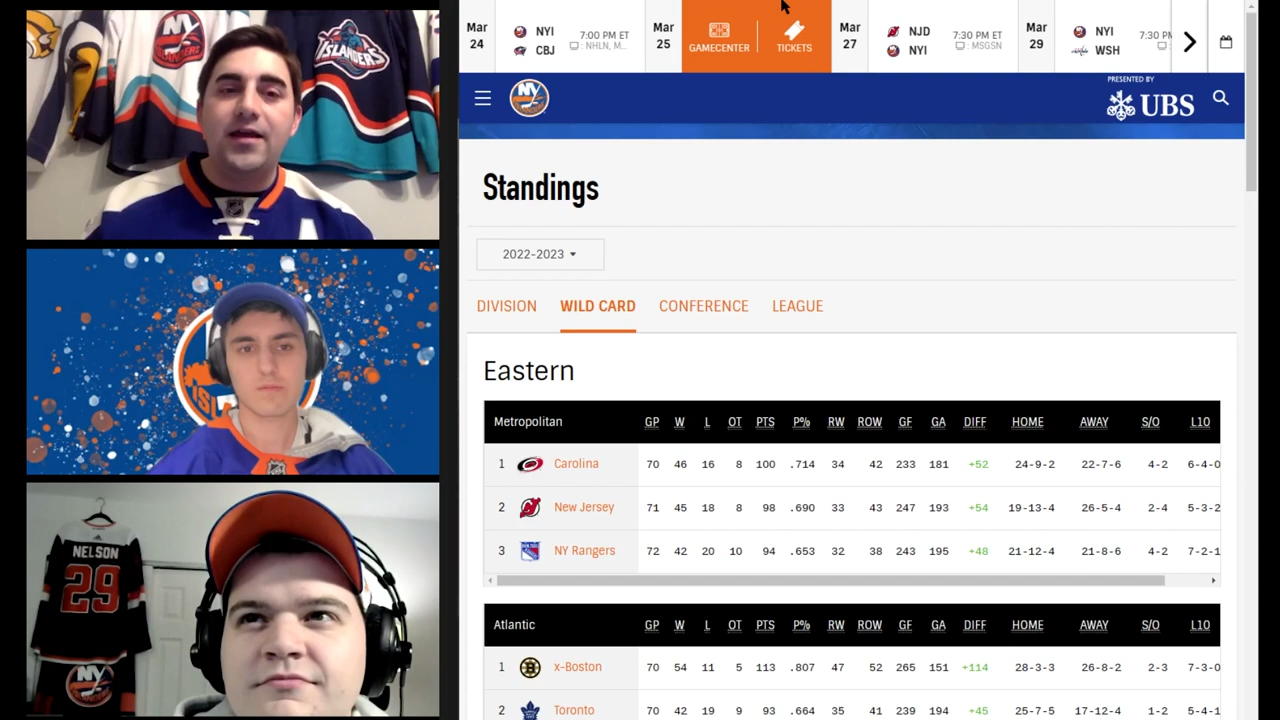 Mar
24
NYI
CBJ
7:00 PM ET
: NHLN, M...
Mar
25
GAMECENTER
TICKETS
Mar
27
NJD
NYI
7:30 PM ET
: MSGSN
Mar
29
NYI
WSH
7:30 PM
NY
PRESENTED BY
UBS
Standings
2022-2023
DIVISION WILD CARD CONFERENCE LEAGUE
Eastern
Metropolitan GP W L OT PTS P% RW ROW GF GA DIFF HOME AWAY S/O L10
1 Carolina 70 46 16 8 100 .714 34 42 233 181 +52 24-9-2 22-7-6 4-2 6-4-0
2 New Jersey 71 45 18 8 98 .690 33 43 247 193 +54 19-13-4 26-5-4 2-4 5-3-2
3 NY Rangers 72 42 20 10 94 .653 32 38 243 195 +48 21-12-4 21-8-6 4-2 7-2-1
Atlantic GP W L OT PTS P% RW ROW GF GA DIFF HOME AWAY S/O L10
1 x-Boston 70 54 11 5 113 .807 47 52 265 151 +114 28-3-3 26-8-2 2-3 7-3-0
2 Toronto 70 42 19 9 93 .664 35 41 239 194 +45 25-7-5 17-12-4 1-2 5-4-1
ISLANDERS
A
ISL
NELSON
29